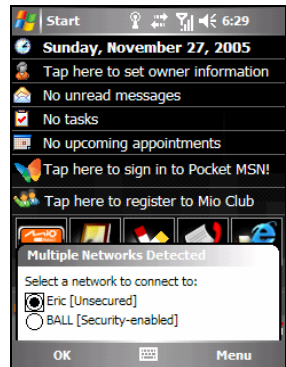 Start 6:29
Sunday, November 27, 2005
Tap here to set owner information
No unread messages
No tasks
No upcoming appointments
Tap here to sign in to Pocket MSN!
Tap here to register to Mio Club
Multiple Networks Detected
Select a network to connect to:
Eric [Unsecured]
BALL [Security-enabled]
OK Menu